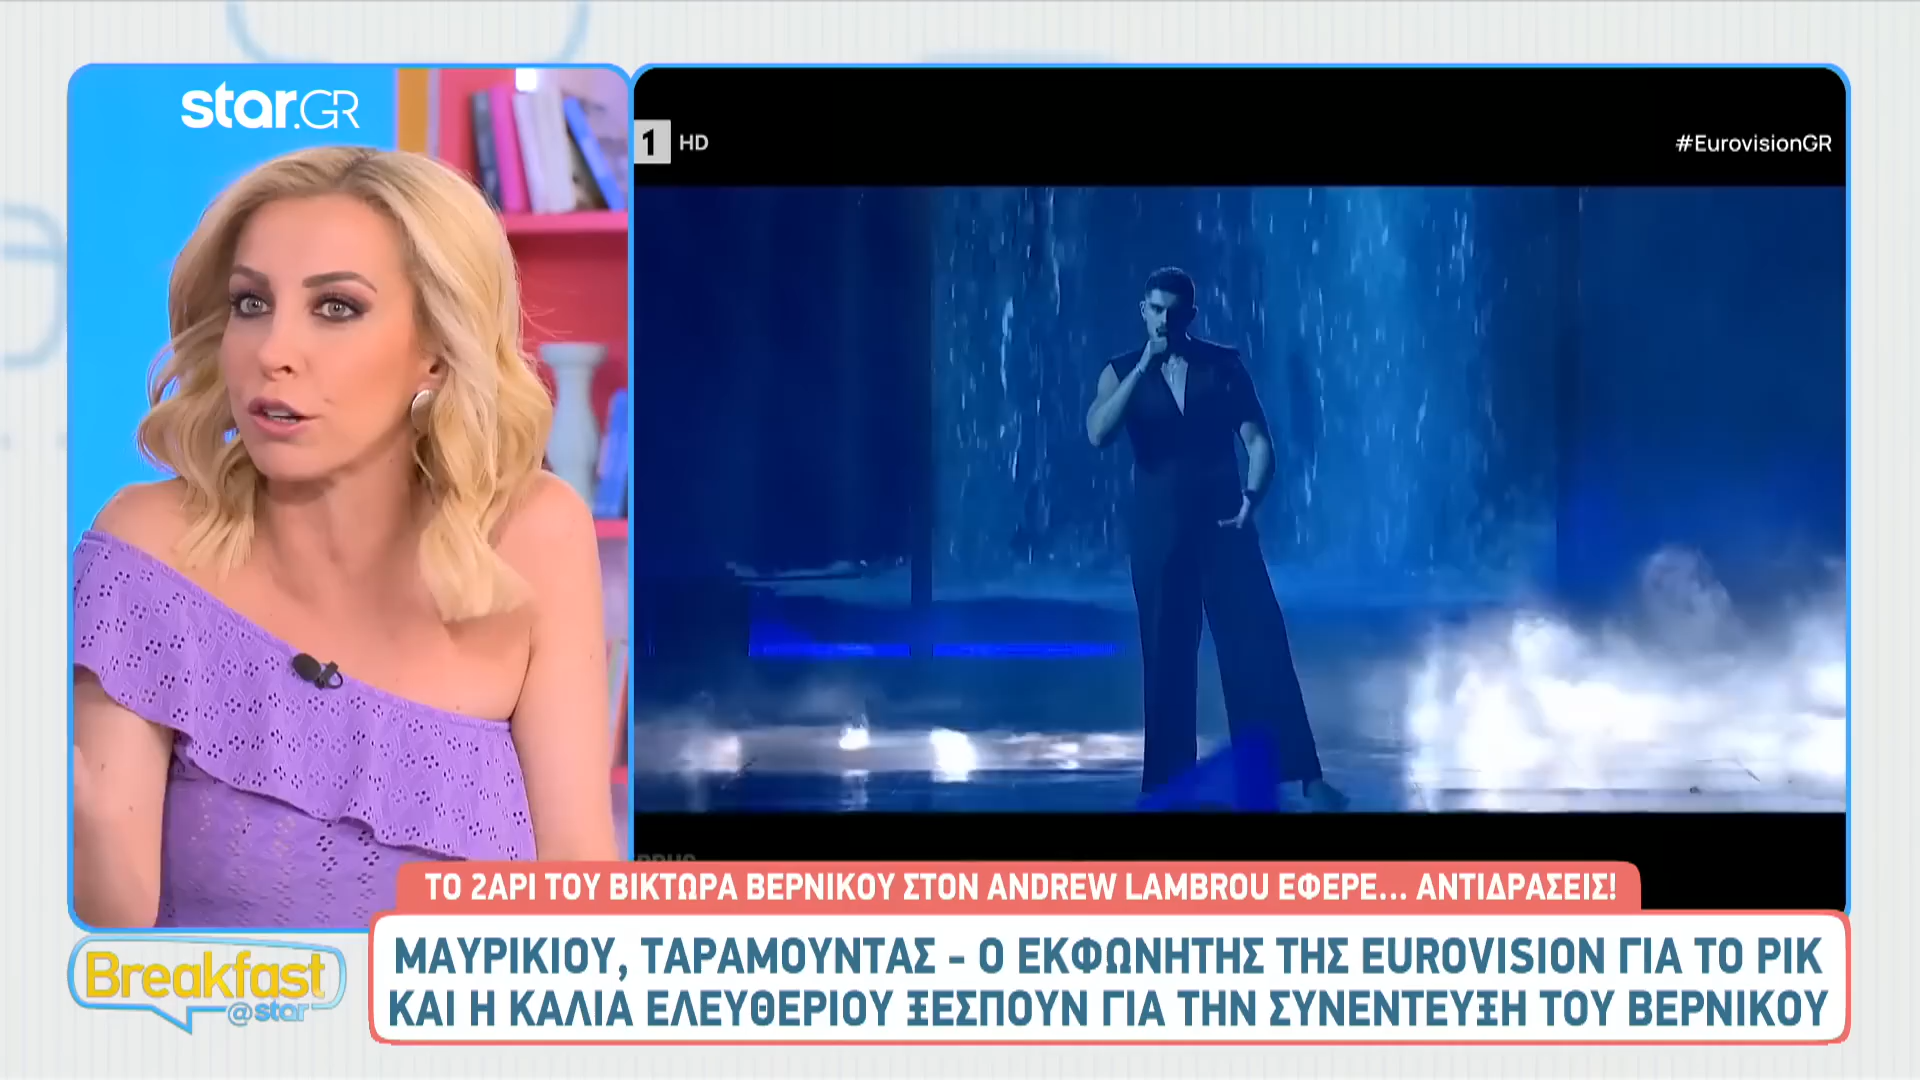 star.GR
1 HD
#EurovisionGR
ΤΟ 2ΑΡΙ ΤΟΥ ΒΙΚΤΩΡΑ ΒΕΡΝΙΚΟΥ ΣΤΟΝ ANDREW LAMBROU ΕΦΕΡΕ... ΑΝΤΙΔΡΑΣΕΙΣ!
ΜΑΥΡΙΚΙΟΥ, ΤΑΡΑΜΟΥΝΤΑΣ - Ο ΕΚΦΩΝΗΤΗΣ ΤΗΣ EUROVISION ΓΙΑ ΤΟ ΡΙΚ
ΚΑΙ Η ΚΑΛΙΑ ΕΛΕΥΘΕΡΙΟΥ ΞΕΣΠΟΥΝ ΓΙΑ ΤΗΝ ΣΥΝΕΝΤΕΥΞΗ ΤΟΥ ΒΕΡΝΙΚΟΥ
Breakfast
@star